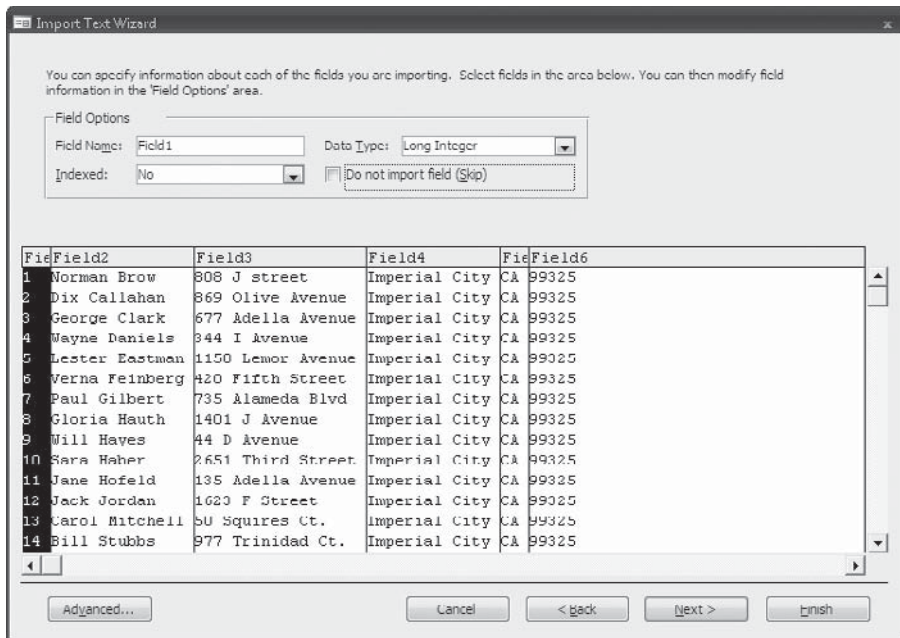 Import Text Wizard
You can specify information about each of the fields you are importing. Select fields in the area below. You can then modify field
information in the 'Field Options' area.
Field Options
Field Name: Field1 Data Type: Long Integer
Indexed: No Do not import field (Skip)
Fie Field2 Field3 Field4 Fie Field6
1 Norman Brow 808 J street Imperial City CA 99325
2 Dix Callahan 869 Olive Avenue Imperial City CA 99325
3 George Clark 677 Adella Avenue Imperial City CA 99325
4 Wayne Daniels 344 I Avenue Imperial City CA 99325
5 Lester Eastman 1150 Lemor Avenue Imperial City CA 99325
6 Verna Feinberg 420 Fifth Street Imperial City CA 99325
7 Paul Gilbert 735 Alameda Blvd Imperial City CA 99325
8 Gloria Hauth 1401 J Avenue Imperial City CA 99325
9 Will Hayes 44 D Avenue Imperial City CA 99325
10 Sara Haber 2651 Third Street Imperial City CA 99325
11 Jane Hofeld 135 Adella Avenue Imperial City CA 99325
12 Jack Jordan 1623 F Street Imperial City CA 99325
13 Carol Mitchell 50 Squires Ct. Imperial City CA 99325
14 Bill Stubbs 977 Trinidad Ct. Imperial City CA 99325
Advanced... Cancel < Back Next > Finish